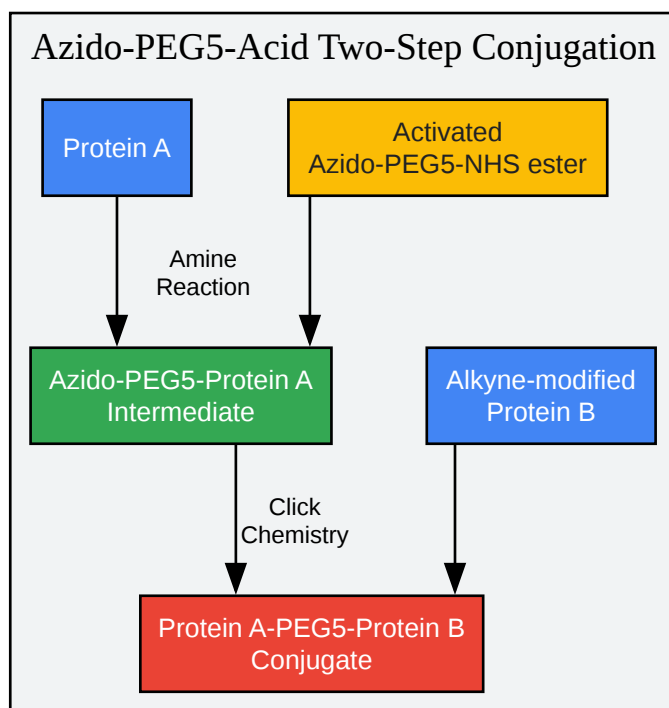 Azido-PEG5-Acid Two-Step Conjugation
Protein A
Activated
Azido-PEG5-NHS ester
Amine
Reaction
Azido-PEG5-Protein A
Intermediate
Alkyne-modified
Protein B
Click
Chemistry
Protein A-PEG5-Protein B
Conjugate